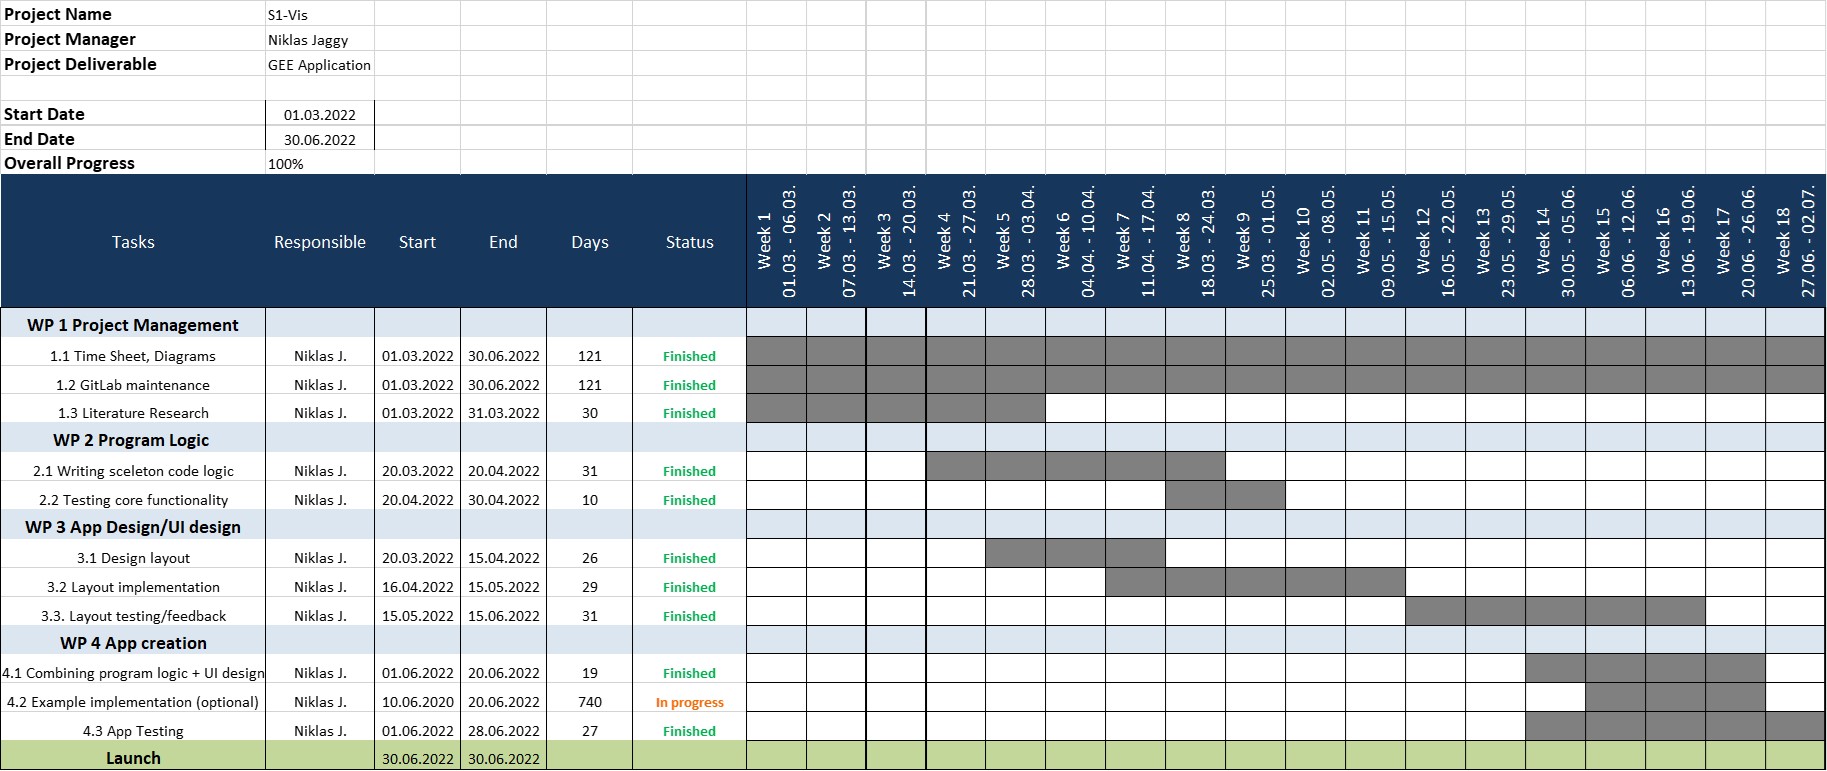 Project Name S1-Vis
Project Manager Niklas Jaggy
Project Deliverable GEE Application
Start Date 01.03.2022
End Date 30.06.2022
Overall Progress 100%
Tasks Responsible Start End Days Status
Week 1
01.03. - 06.03.
Week 2
07.03. - 13.03.
Week 3
14.03. - 20.03.
Week 4
21.03. - 27.03.
Week 5
28.03. - 03.04.
Week 6
04.04. - 10.04.
Week 7
11.04. - 17.04.
Week 8
18.03. - 24.03.
Week 9
25.03. - 01.05.
Week 10
02.05. - 08.05.
Week 11
09.05. - 15.05.
Week 12
16.05. - 22.05.
Week 13
23.05. - 29.05.
Week 14
30.05. - 05.06.
Week 15
06.06. - 12.06.
Week 16
13.06. - 19.06.
Week 17
20.06. - 26.06.
Week 18
27.06. - 02.07.
WP 1 Project Management
1.1 Time Sheet, Diagrams Niklas J. 01.03.2022 30.06.2022 121 Finished
1.2 GitLab maintenance Niklas J. 01.03.2022 30.06.2022 121 Finished
1.3 Literature Research Niklas J. 01.03.2022 31.03.2022 30 Finished
WP 2 Program Logic
2.1 Writing sceleton code logic Niklas J. 20.03.2022 20.04.2022 31 Finished
2.2 Testing core functionality Niklas J. 20.04.2022 30.04.2022 10 Finished
WP 3 App Design/UI design
3.1 Design layout Niklas J. 20.03.2022 15.04.2022 26 Finished
3.2 Layout implementation Niklas J. 16.04.2022 15.05.2022 29 Finished
3.3. Layout testing/feedback Niklas J. 15.05.2022 15.06.2022 31 Finished
WP 4 App creation
4.1 Combining program logic + UI design Niklas J. 01.06.2022 20.06.2022 19 Finished
4.2 Example implementation (optional) Niklas J. 10.06.2020 20.06.2022 740 In progress
4.3 App Testing Niklas J. 01.06.2022 28.06.2022 27 Finished
Launch 30.06.2022 30.06.2022